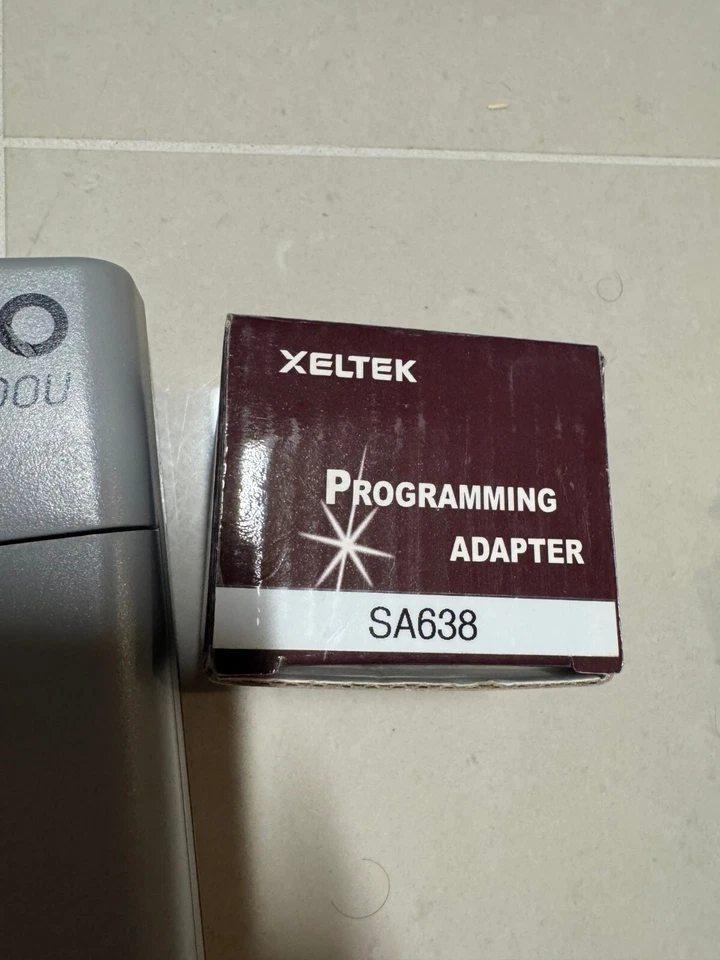 XELTEK
PROGRAMMING
ADAPTER
SA638